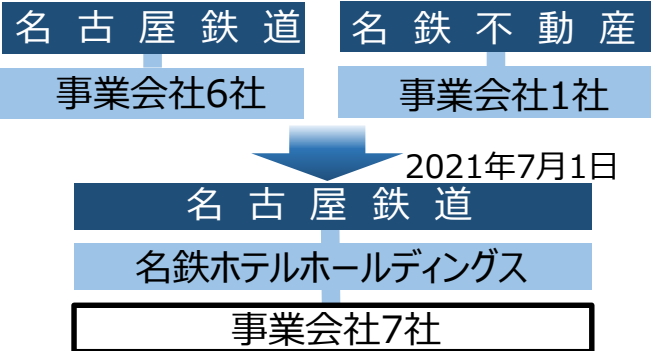 名古屋鉄道
名鉄不動産
事業会社6社
事業会社1社
2021年7月1日
名古屋鉄道
名鉄ホテルホールディングス
事業会社7社